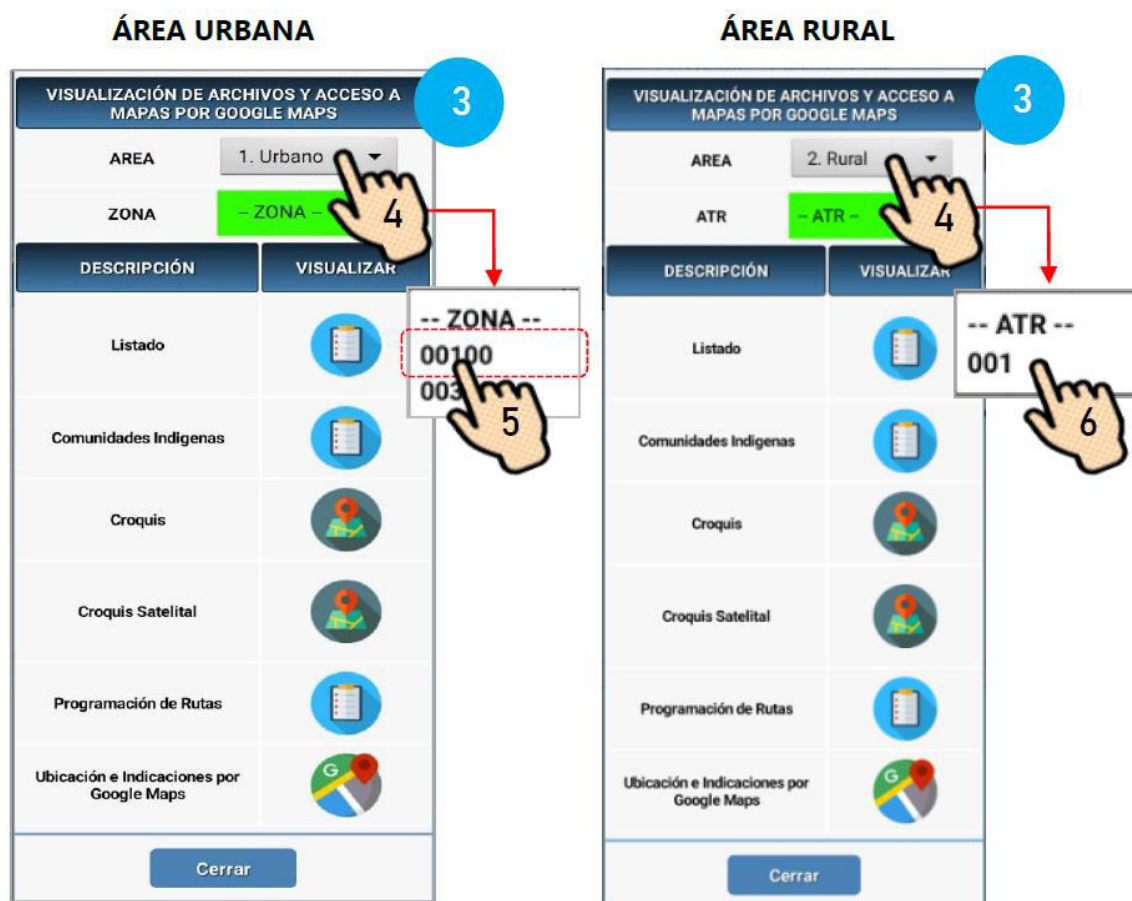 ÁREA URBANA
VISUALIZACIÓN DE ARCHIVOS Y ACCESO A
MAPAS POR GOOGLE MAPS
3
AREA
1. Urbano
ZONA
-- ZONA --
4
DESCRIPCIÓN
VISUALIZAR
-- ZONA --
00100
003
5
Listado
Comunidades Indigenas
Croquis
Croquis Satelital
Programación de Rutas
Ubicación e Indicaciones por
Google Maps
G
Cerrar
ÁREA RURAL
VISUALIZACIÓN DE ARCHIVOS Y ACCESO A
MAPAS POR GOOGLE MAPS
3
AREA
2. Rural
ATR
-- ATR --
4
DESCRIPCIÓN
VISUALIZAR
-- ATR --
001
6
Listado
Comunidades Indigenas
Croquis
Croquis Satelital
Programación de Rutas
Ubicación e Indicaciones por
Google Maps
G
Cerrar